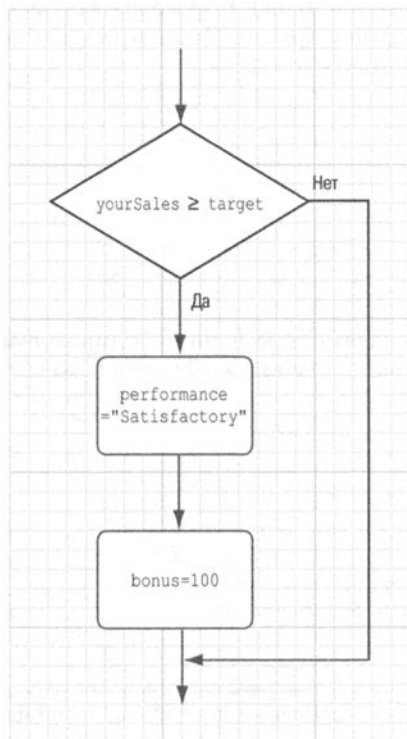 yourSales ≥ target
Нет
Да
performance
="Satisfactory"
bonus=100